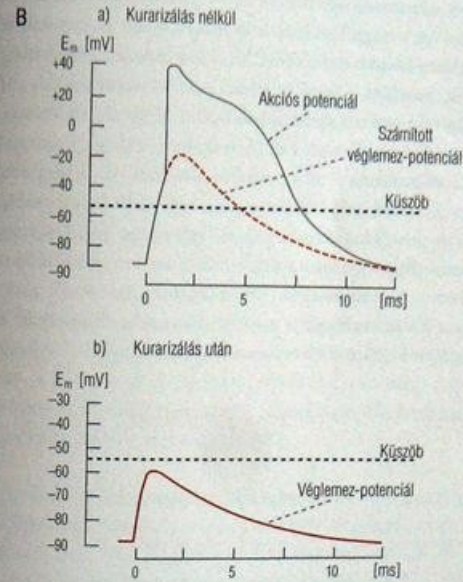 B
a) Kurarizálás nélkül
Em [mV]
+40
+20
0
–20
–40
–60
–80
–90
Akciós potenciál
Számított
véglemez-potenciál
Küszöb
0 5 10 [ms]
b) Kurarizálás után
Em [mV]
–30
–40
–50
–60
–70
–80
–90
Küszöb
Véglemez-potenciál
0 5 10 [ms]